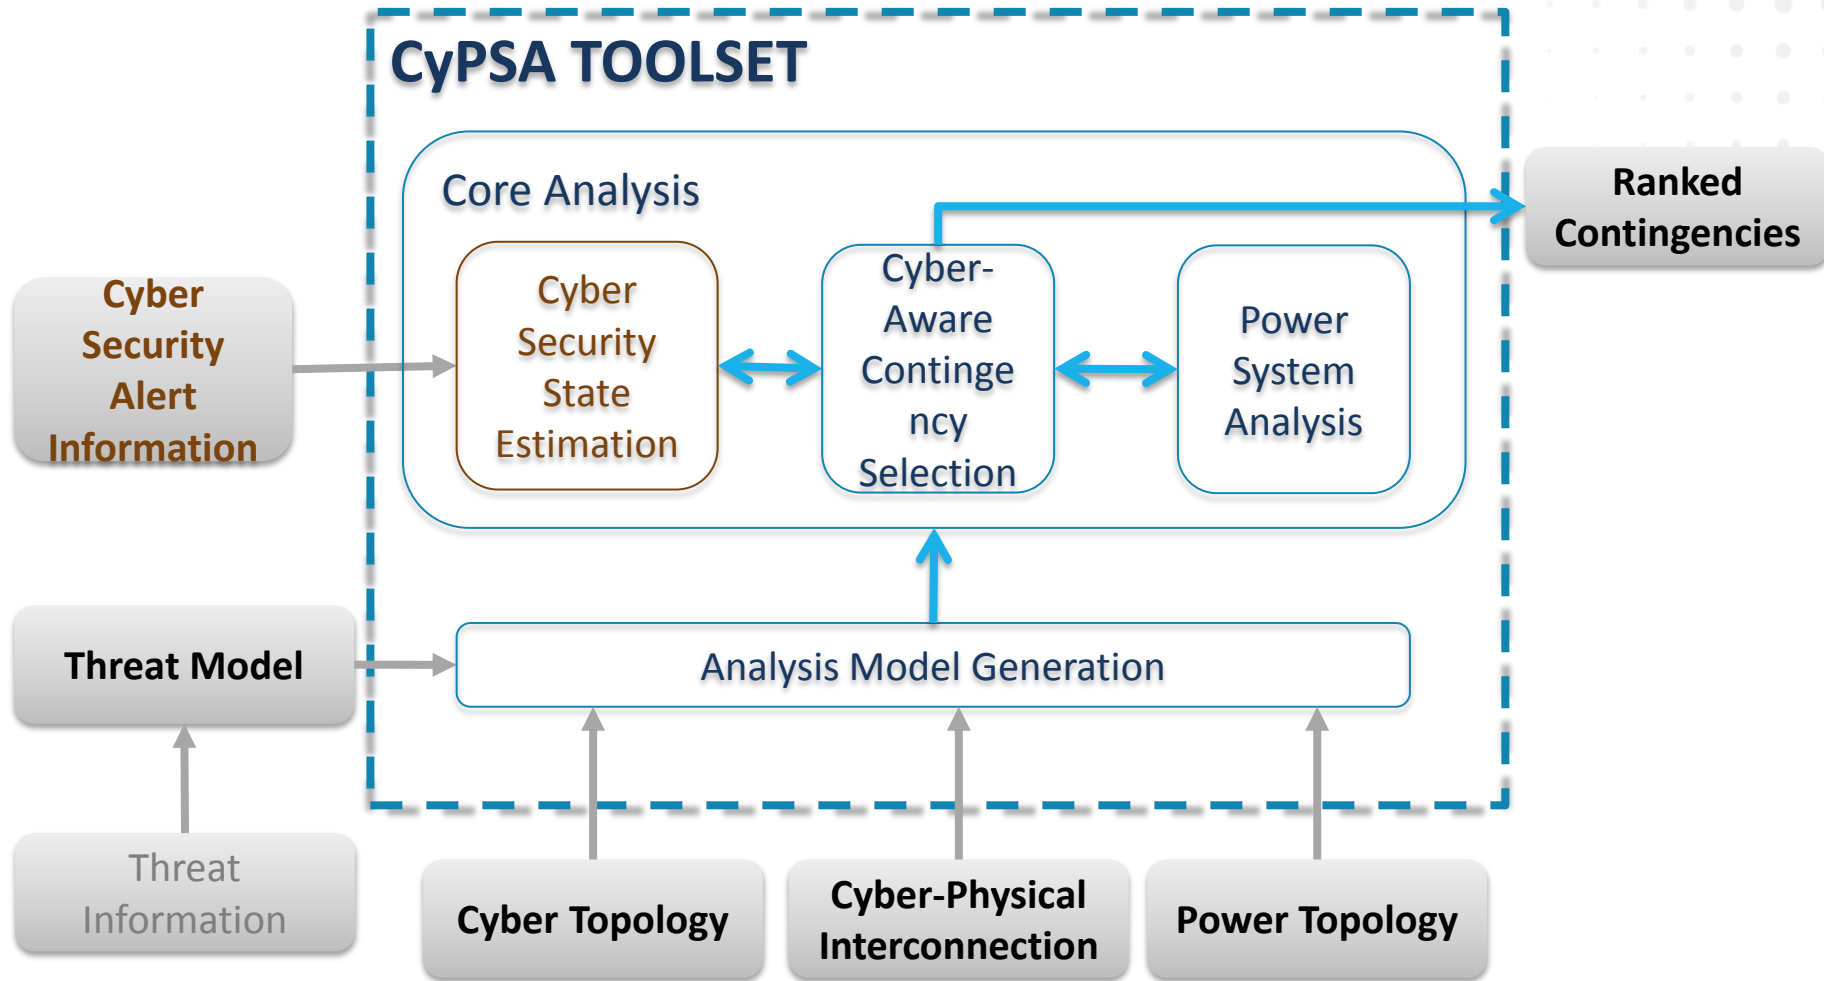 CyPSA TOOLSET
Core Analysis
Ranked
Contingencies
Cyber
Security
Alert
Information
Cyber
Security
State
Estimation
Cyber-
Aware
Continge
ncy
Selection
Power
System
Analysis
Threat Model
Analysis Model Generation
Threat
Information
Cyber Topology
Cyber-Physical
Interconnection
Power Topology